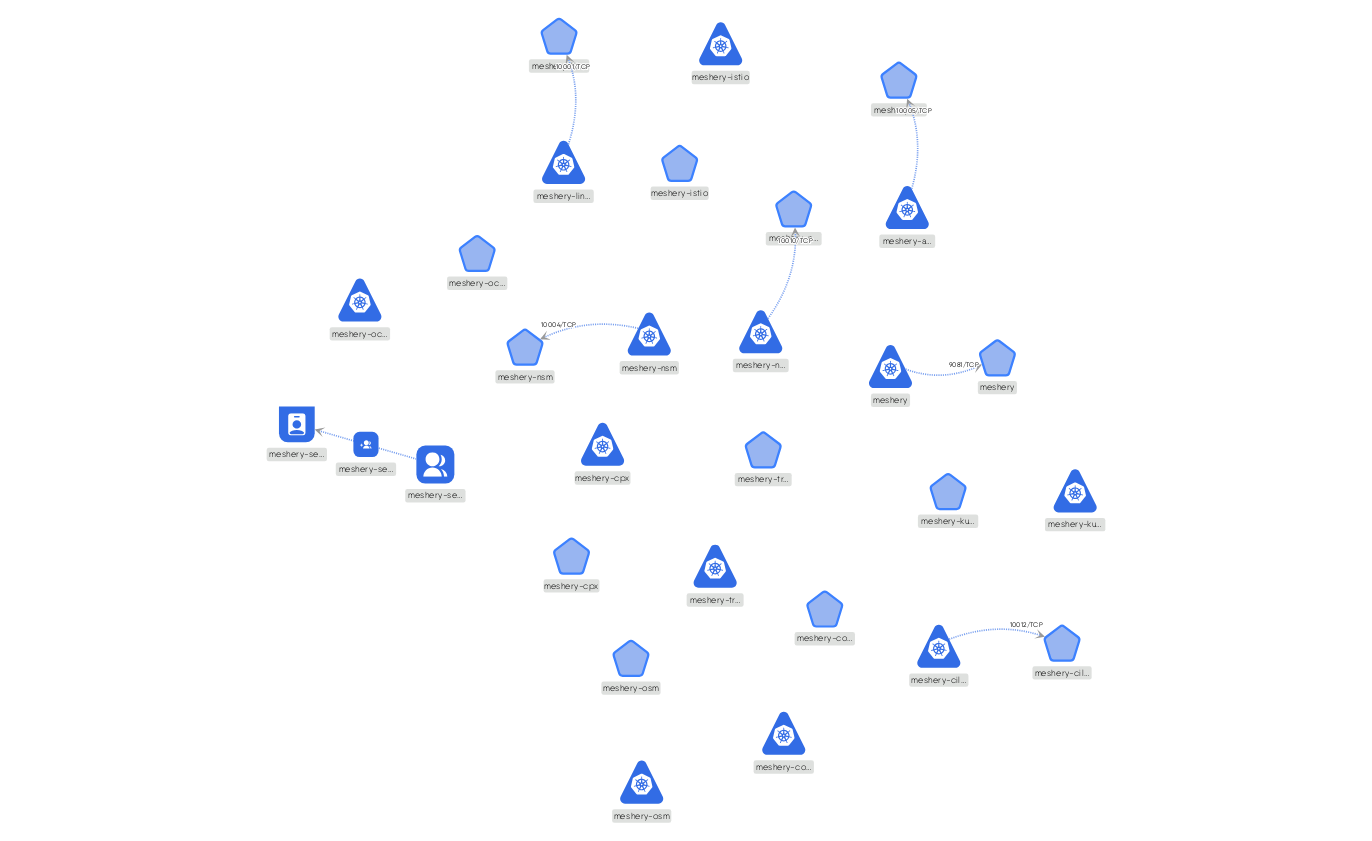 10001/TCP
meshery-istio
10005/TCP
meshery-lin...
meshery-istio
10010/TCP
meshery-a...
meshery-oc...
meshery-oc...
10004/TCP
meshery-nsm
meshery-nsm
meshery-n...
9081/TCP
meshery
meshery
meshery-se...
meshery-se...
meshery-se...
meshery-cpx
meshery-tr...
meshery-ku...
meshery-ku...
meshery-cpx
meshery-tr...
meshery-co...
10012/TCP
meshery-cil...
meshery-cil...
meshery-osm
meshery-co...
meshery-osm